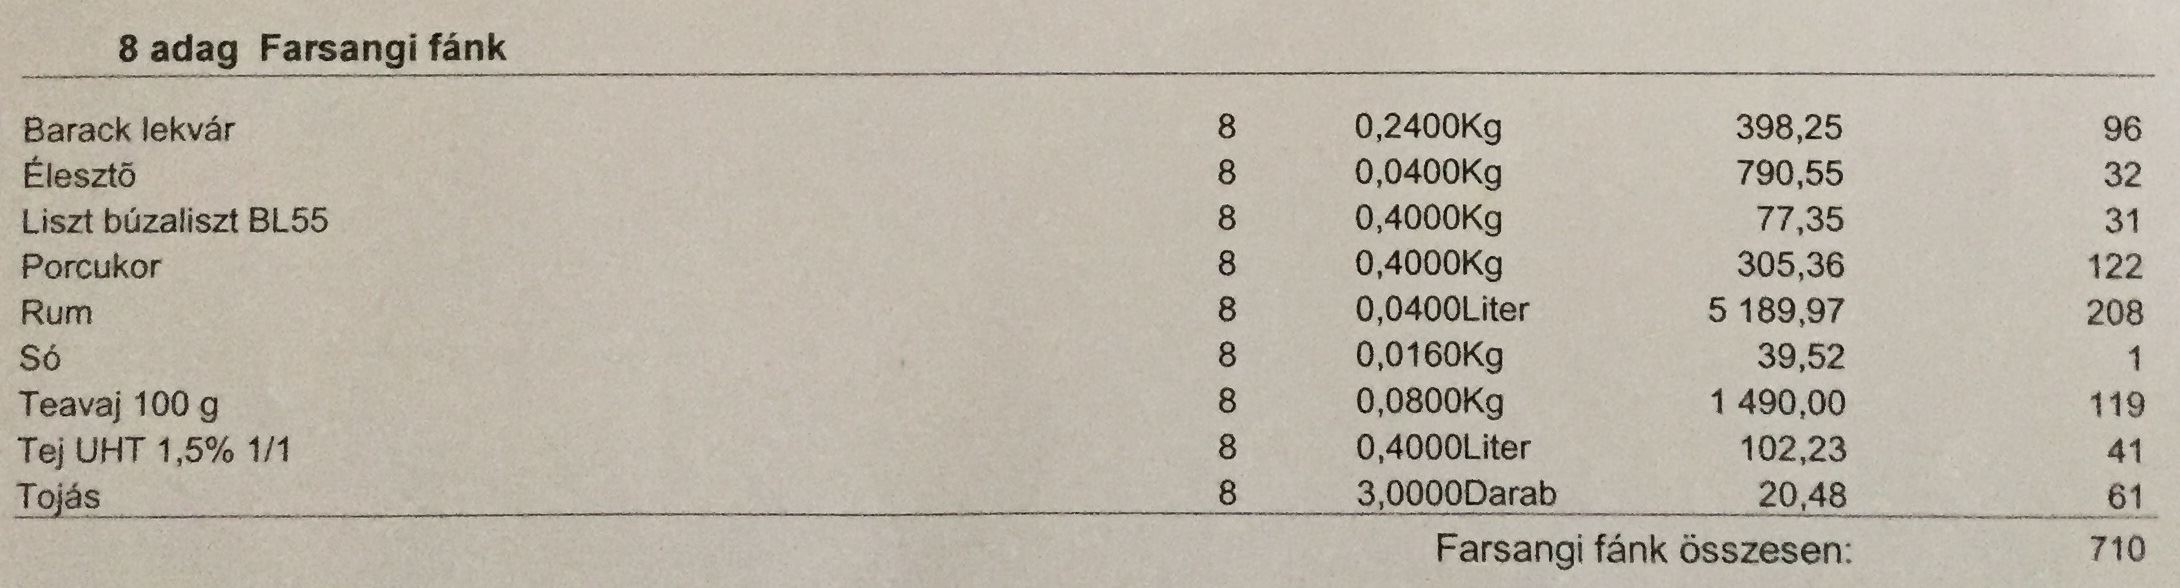 8 adag Farsangi fánk
Barack lekvár 8 0,2400Kg 398,25 96
Élesztõ 8 0,0400Kg 790,55 32
Liszt búzaliszt BL55 8 0,4000Kg 77,35 31
Porcukor 8 0,4000Kg 305,36 122
Rum 8 0,0400Liter 5 189,97 208
Só 8 0,0160Kg 39,52 1
Teavaj 100 g 8 0,0800Kg 1 490,00 119
Tej UHT 1,5% 1/1 8 0,4000Liter 102,23 41
Tojás 8 3,0000Darab 20,48 61
Farsangi fánk összesen: 710